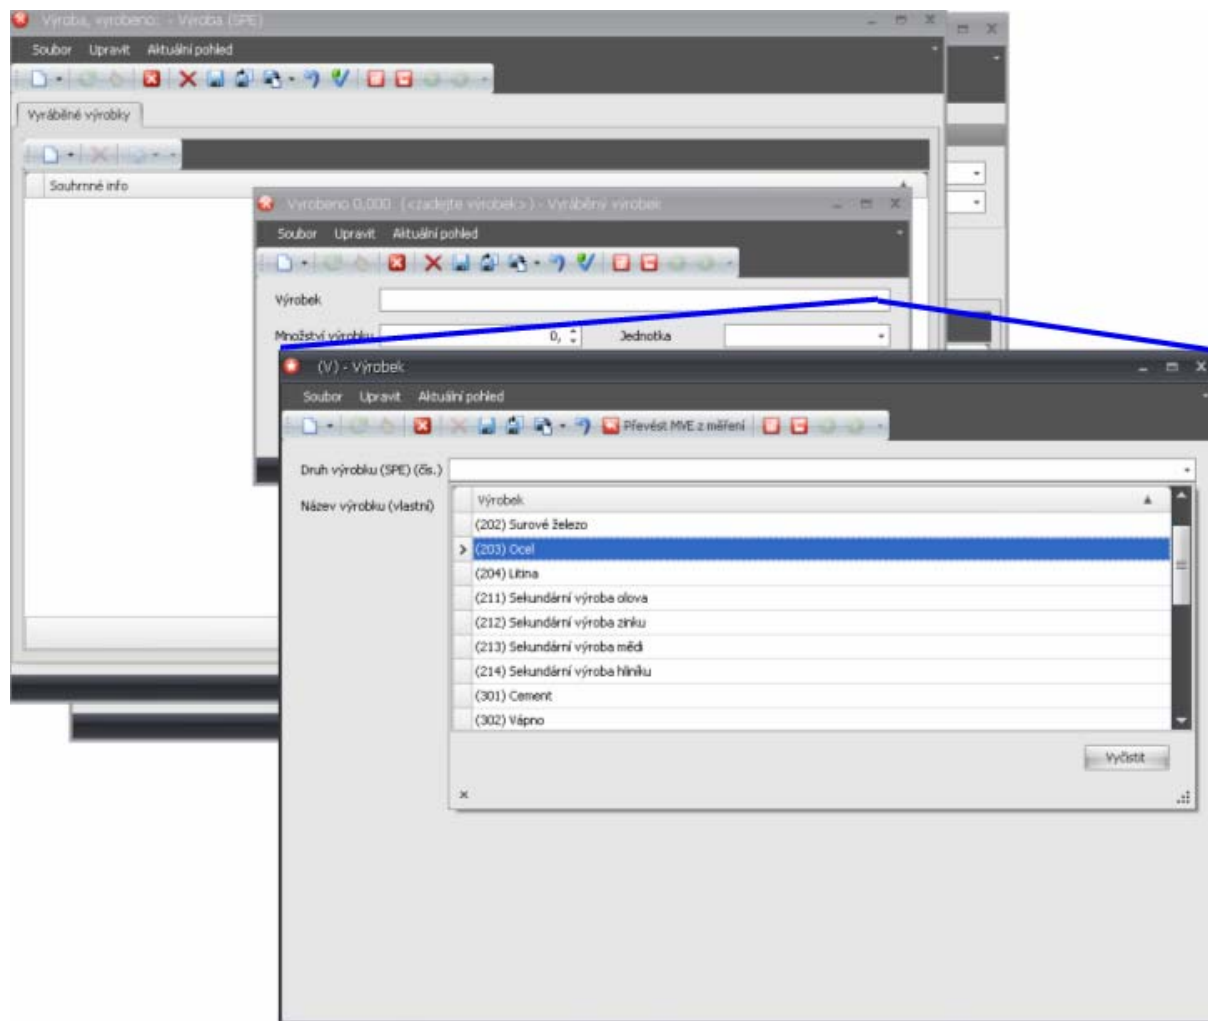 Výroba, vyrobeno: - Výroba (SPE)
Soubor Upravit Aktuální pohled
Vyráběné výrobky
Souhrnné info
Vyrobeno 0,000 (<zadejte výrobek>) - Vyráběný výrobek
Soubor Upravit Aktuální pohled
Výrobek
Množství výrobku 0, Jednotka
(V) - Výrobek
Soubor Upravit Aktuální pohled
Převést MVE z měření
Druh výrobku (SPE) (čís.)
Název výrobku (vlastní)
Výrobek
(202) Surové železo
(203) Ocel
(204) Litina
(211) Sekundární výroba olova
(212) Sekundární výroba zinku
(213) Sekundární výroba mědi
(214) Sekundární výroba hliníku
(301) Cement
(302) Vápno
Vyčistit